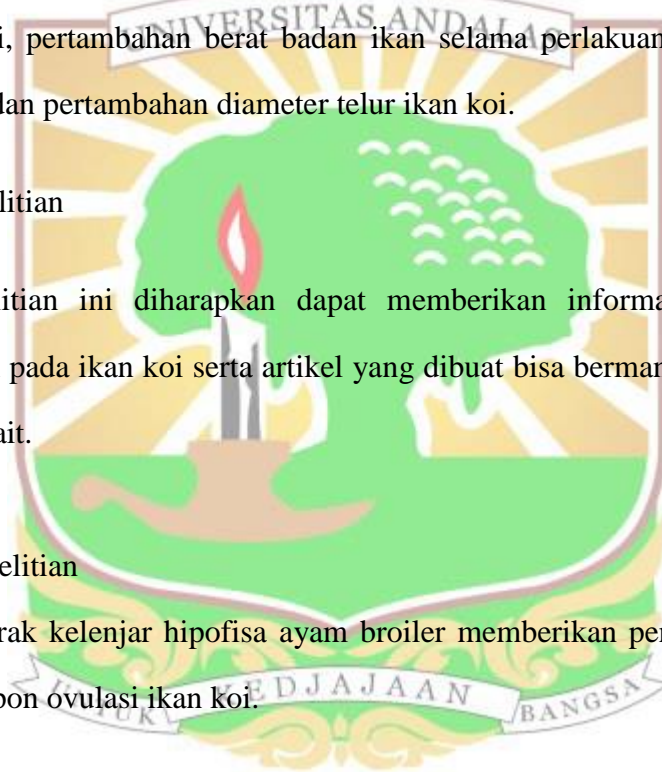 UNIVERSITAS ANDALAS
i, pertambahan berat badan ikan selama perlakuan
dan pertambahan diameter telur ikan koi.
litian
litian ini diharapkan dapat memberikan informa
pada ikan koi serta artikel yang dibuat bisa berman
ait.
elitian
rak kelenjar hipofisa ayam broiler memberikan per
pon ovulasi ikan koi.
UNTUK KEDJAJAAN BANGSA